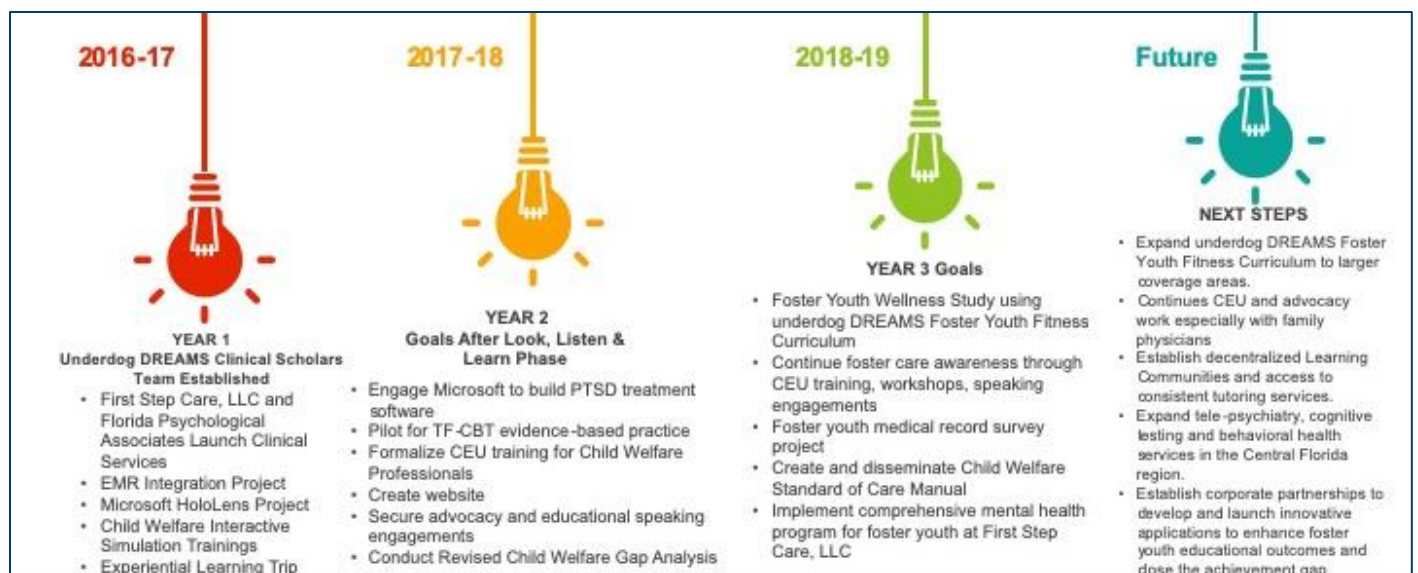 2016-17
YEAR 1
Underdog DREAMS Clinical Scholars
Team Established
• First Step Care, LLC and
Florida Psychological
Associates Launch Clinical
Services
• EMR Integration Project
• Microsoft HoloLens Project
• Child Welfare Interactive
Simulation Trainings
• Experiential Learning Trip
2017-18
YEAR 2
Goals After Look, Listen &
Learn Phase
• Engage Microsoft to build PTSD treatment
software
• Pilot for TF-CBT evidence-based practice
• Formalize CEU training for Child Welfare
Professionals
• Create website
• Secure advocacy and educational speaking
engagements
• Conduct Revised Child Welfare Gap Analysis
2018-19
YEAR 3 Goals
• Foster Youth Wellness Study using
underdog DREAMS Foster Youth Fitness
Curriculum
• Continue foster care awareness through
CEU training, workshops, speaking
engagements
• Foster youth medical record survey
project
• Create and disseminate Child Welfare
Standard of Care Manual
• Implement comprehensive mental health
program for foster youth at First Step
Care, LLC
Future
NEXT STEPS
• Expand underdog DREAMS Foster
Youth Fitness Curriculum to larger
coverage areas.
• Continues CEU and advocacy
work especially with family
physicians
• Establish decentralized Learning
Communities and access to
consistent tutoring services.
• Expand tele-psychiatry, cognitive
testing and behavioral health
services in the Central Florida
region.
• Establish corporate partnerships to
develop and launch innovative
applications to enhance foster
youth educational outcomes and
close the achievement gap